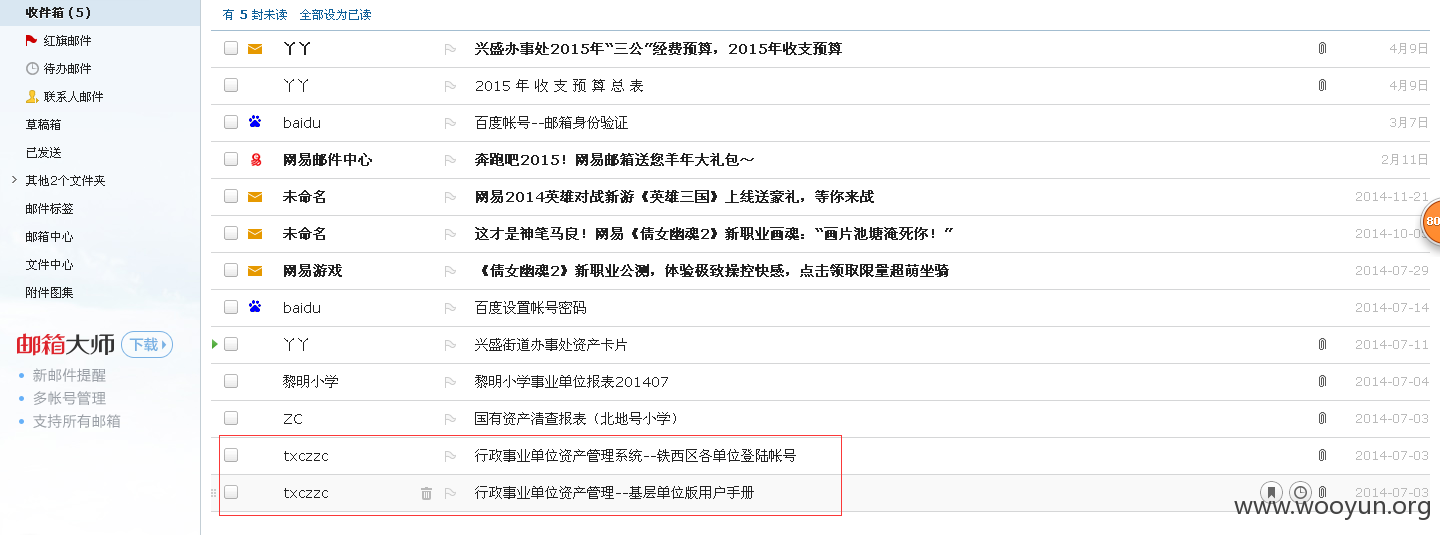 收件箱 (5)
红旗邮件
待办邮件
联系人邮件
草稿箱
已发送
其他2个文件夹
邮件标签
邮箱中心
文件中心
附件图集
邮箱大师 下载
新邮件提醒
多帐号管理
支持所有邮箱
有 5 封未读 全部设为已读
丫丫 兴盛办事处2015年“三公”经费预算，2015年收支预算 4月9日
丫丫 2015 年 收 支 预 算 总 表 4月9日
baidu 百度帐号--邮箱身份验证 3月7日
网易邮件中心 奔跑吧2015！网易邮箱送您羊年大礼包～ 2月11日
未命名 网易2014英雄对战新游《英雄三国》上线送豪礼，等你来战 2014-11-21
未命名 这才是神笔马良！网易《倩女幽魂2》新职业画魂：“画片池塘淹死你！” 2014-10-0
网易游戏 《倩女幽魂2》新职业公测，体验极致操控快感，点击领取限量超萌坐骑 2014-07-29
baidu 百度设置帐号密码 2014-07-14
丫丫 兴盛街道办事处资产卡片 2014-07-11
黎明小学 黎明小学事业单位报表201407 2014-07-04
ZC 国有资产清查报表（北地号小学） 2014-07-03
txczzc 行政事业单位资产管理系统--铁西区各单位登陆帐号 2014-07-03
txczzc 行政事业单位资产管理--基层单位版用户手册 2014-07-03
80
www.wooyun.org